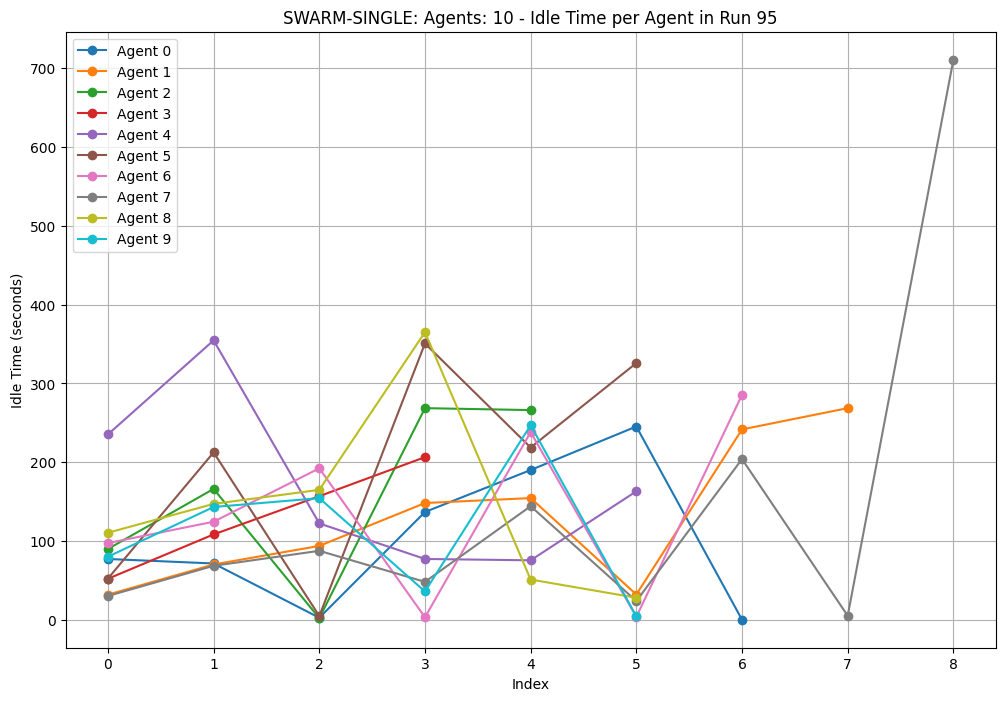 SWARM-SINGLE: Agents: 10 - Idle Time per Agent in Run 95
Agent 0
Agent 1
Agent 2
Agent 3
Agent 4
Agent 5
Agent 6
Agent 7
Agent 8
Agent 9
Idle Time (seconds)
700
600
500
400
300
200
100
0
0 1 2 3 4 5 6 7 8
Index